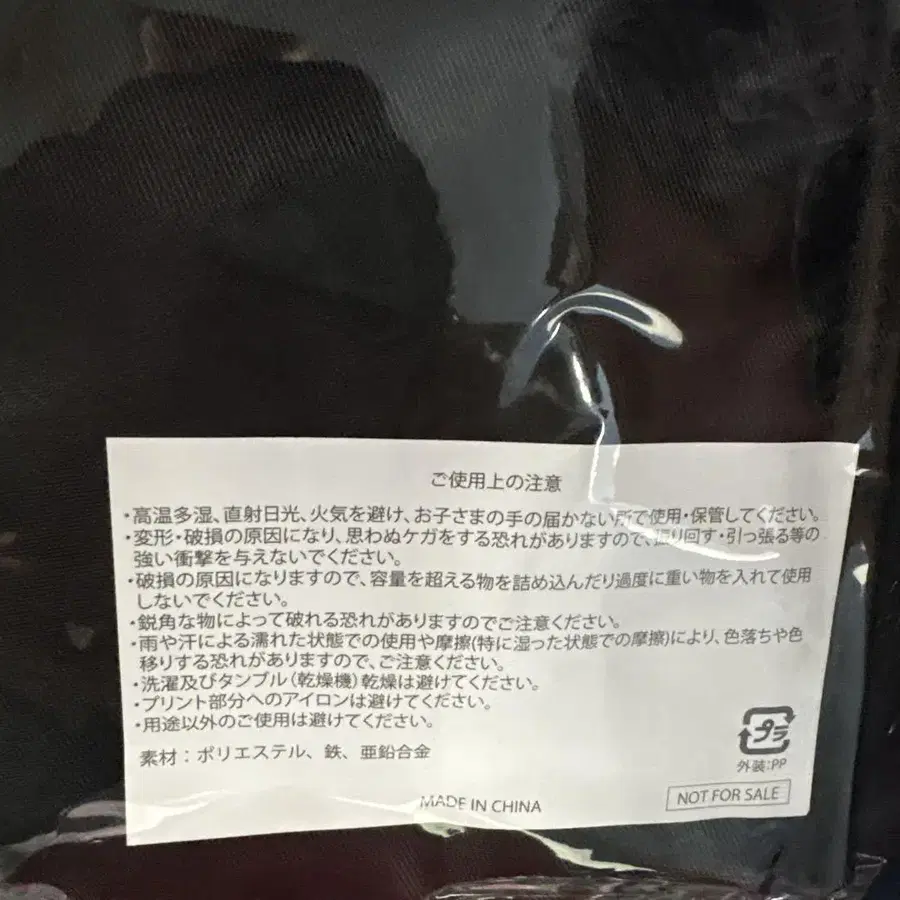 ご使用上の注意
・高温多湿、直射日光、火気を避け、お子さまの手の届かない所で使用・保管してください。
・変形・破損の原因になり、思わぬケガをする恐れがありますので、振り回す・引っ張る等の
強い衝撃を与えないでください。
・破損の原因になりますので、容量を超える物を詰め込んだり過度に重い物を入れて使用
しないでください。
・鋭角な物によって破れる恐れがありますのでご注意ください。
・雨や汗による濡れた状態での使用や摩擦(特に湿った状態での摩擦)により、色落ちや色
移りする恐れがありますので、ご注意ください。
・洗濯及びタンブル(乾燥機)乾燥は避けてください。
・プリント部分へのアイロンは避けてください。
・用途以外のご使用は避けてください。
素材：ポリエステル、鉄、亜鉛合金
プラ
外装:PP
MADE IN CHINA
NOT FOR SALE